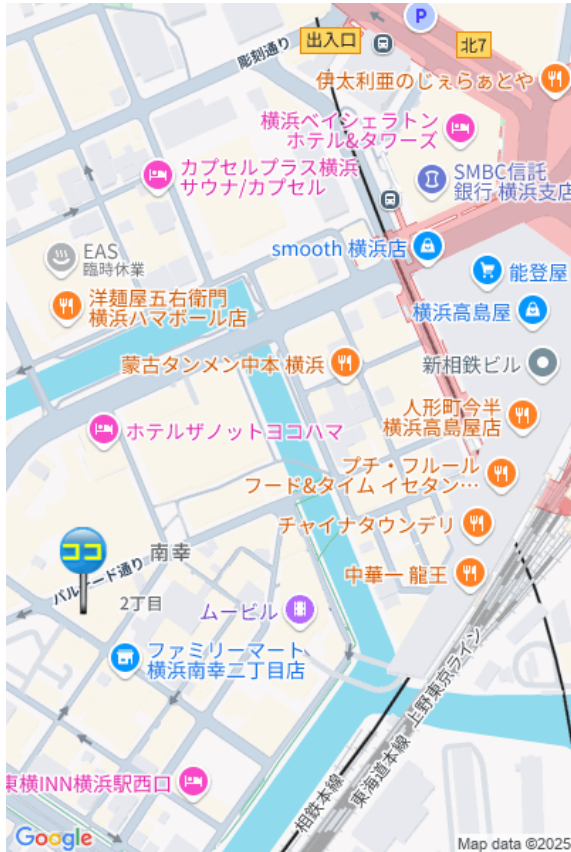 P
出入口
北7
彫刻通り
伊太利亜のじぇらぁとや
横浜ベイシェラトン
ホテル&タワーズ
カプセルプラス横浜
サウナ/カプセル
SMBC信託
銀行 横浜支店
EAS
臨時休業
smooth 横浜店
能登屋
洋麺屋五右衛門
横浜ハマボール店
横浜高島屋
蒙古タンメン中本 横浜
新相鉄ビル
人形町今半
横浜高島屋店
ホテルザノットヨコハマ
プチ・フルール
フード&タイム イセタン…
チャイナタウンデリ
ココ
南幸
パルナード通り
中華一 龍王
2丁目
ムービル
ファミリーマート
横浜南幸二丁目店
上野東京ライン
東海道本線
相鉄本線
東横INN横浜駅西口
Google
Map data ©2025